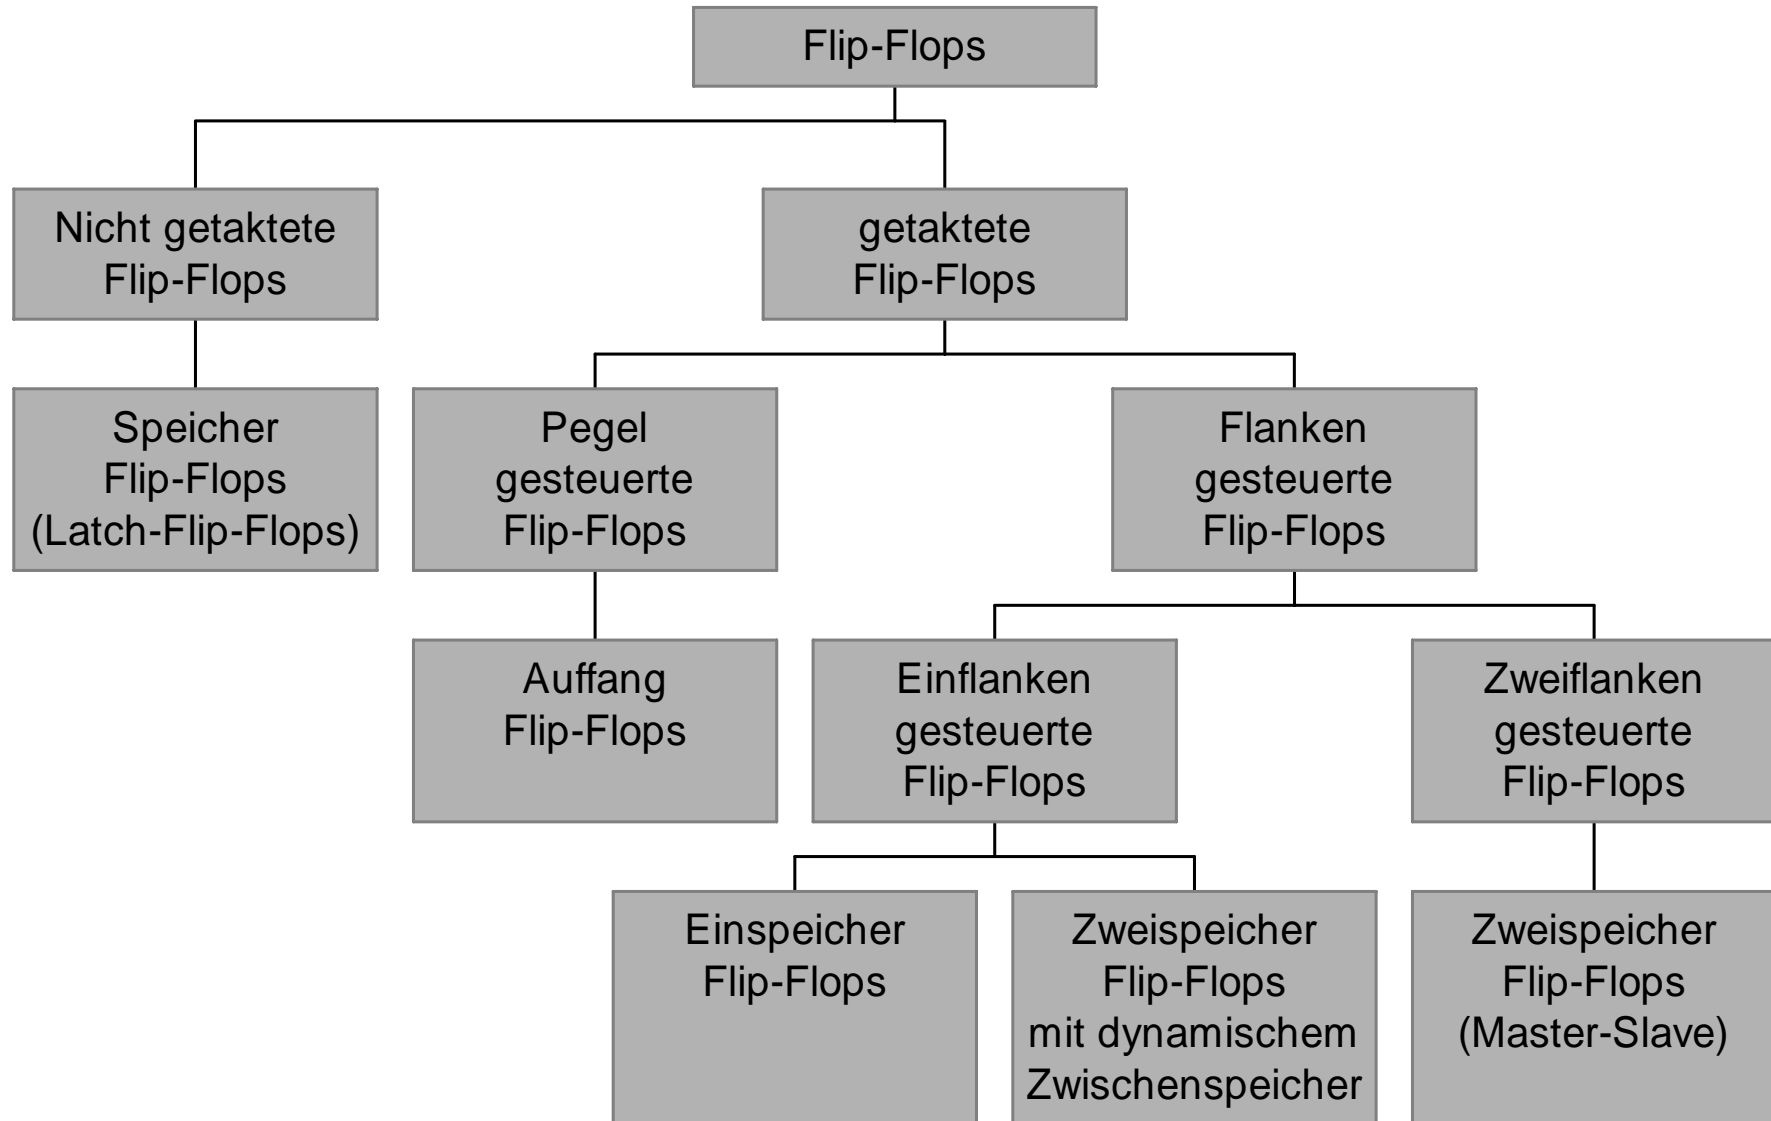 Flip-Flops
Nicht getaktete
Flip-Flops
getaktete
Flip-Flops
Speicher
Flip-Flops
(Latch-Flip-Flops)
Pegel
gesteuerte
Flip-Flops
Flanken
gesteuerte
Flip-Flops
Auffang
Flip-Flops
Einflanken
gesteuerte
Flip-Flops
Zweiflanken
gesteuerte
Flip-Flops
Einspeicher
Flip-Flops
Zweispeicher
Flip-Flops
mit dynamischem
Zwischenspeicher
Zweispeicher
Flip-Flops
(Master-Slave)